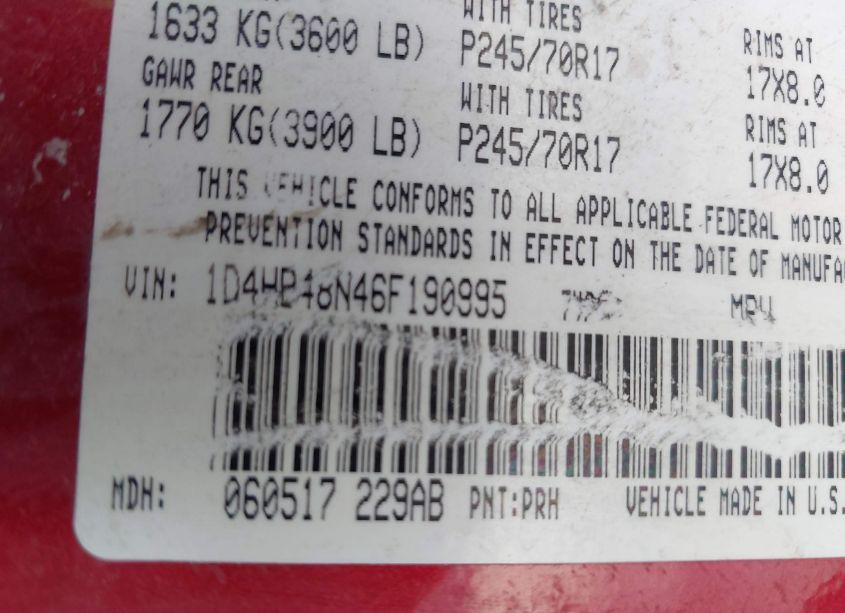 WITH TIRES
1633 KG(3600 LB) P245/70R17 RIMS AT 17X8.0
GAWR REAR WITH TIRES RIMS AT
1770 KG(3900 LB) P245/70R17 17X8.0
THIS VEHICLE CONFORMS TO ALL APPLICABLE FEDERAL MOTOR
PREVENTION STANDARDS IN EFFECT ON THE DATE OF MANUFA
VIN: 1D4HB48N46F190995 TYPE: MPV
MDH: 060517 229AB PNT:PRH VEHICLE MADE IN U.S.